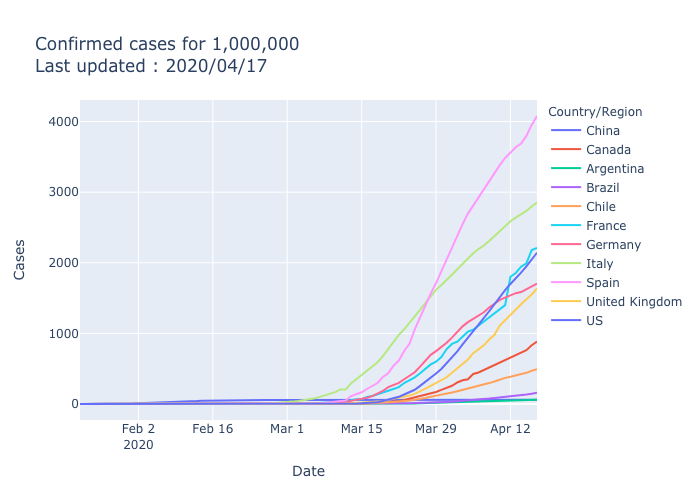 Confirmed cases for 1,000,000
Last updated : 2020/04/17
Country/Region
China
Canada
Argentina
Brazil
Chile
France
Germany
Italy
Spain
United Kingdom
US
4000
3000
2000
1000
0
Cases
Feb 2
2020
Feb 16
Mar 1
Mar 15
Mar 29
Apr 12
Date